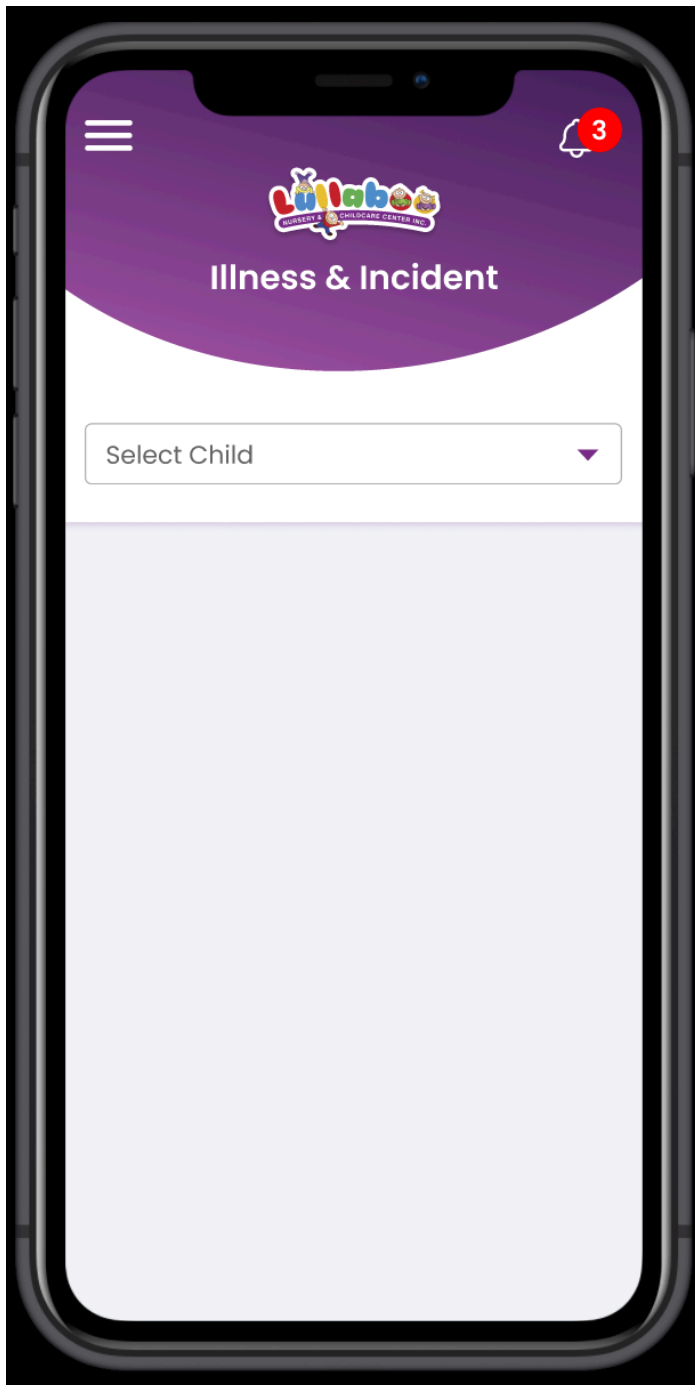 3
Lullaboo
NURSERY & CHILDCARE CENTER INC.
Illness & Incident
Select Child